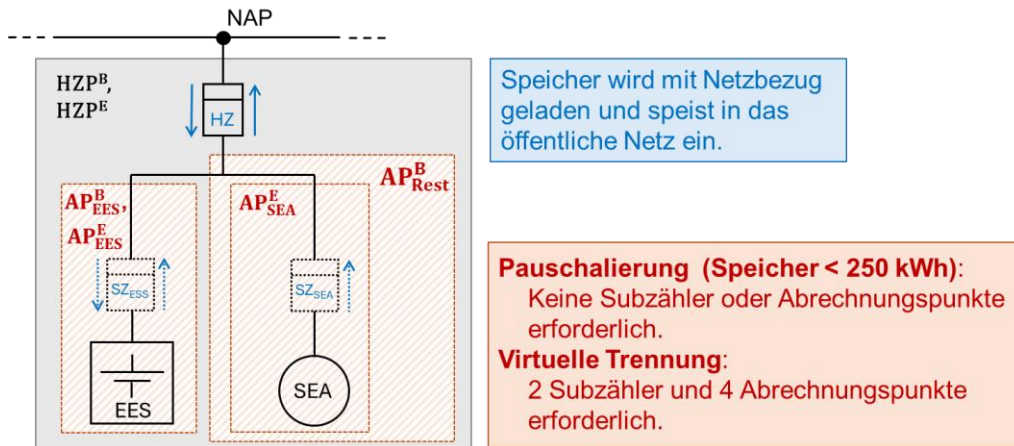 NAP
HZP^B,
HZP^E
HZ
Speicher wird mit Netzbezug
geladen und speist in das
öffentliche Netz ein.
AP^B_Rest
AP^B_EES,
AP^E_EES
AP^E_SEA
SZ_ESS
SZ_SEA
EES
SEA
Pauschalierung (Speicher < 250 kWh):
Keine Subzähler oder Abrechnungspunkte
erforderlich.
Virtuelle Trennung:
2 Subzähler und 4 Abrechnungspunkte
erforderlich.